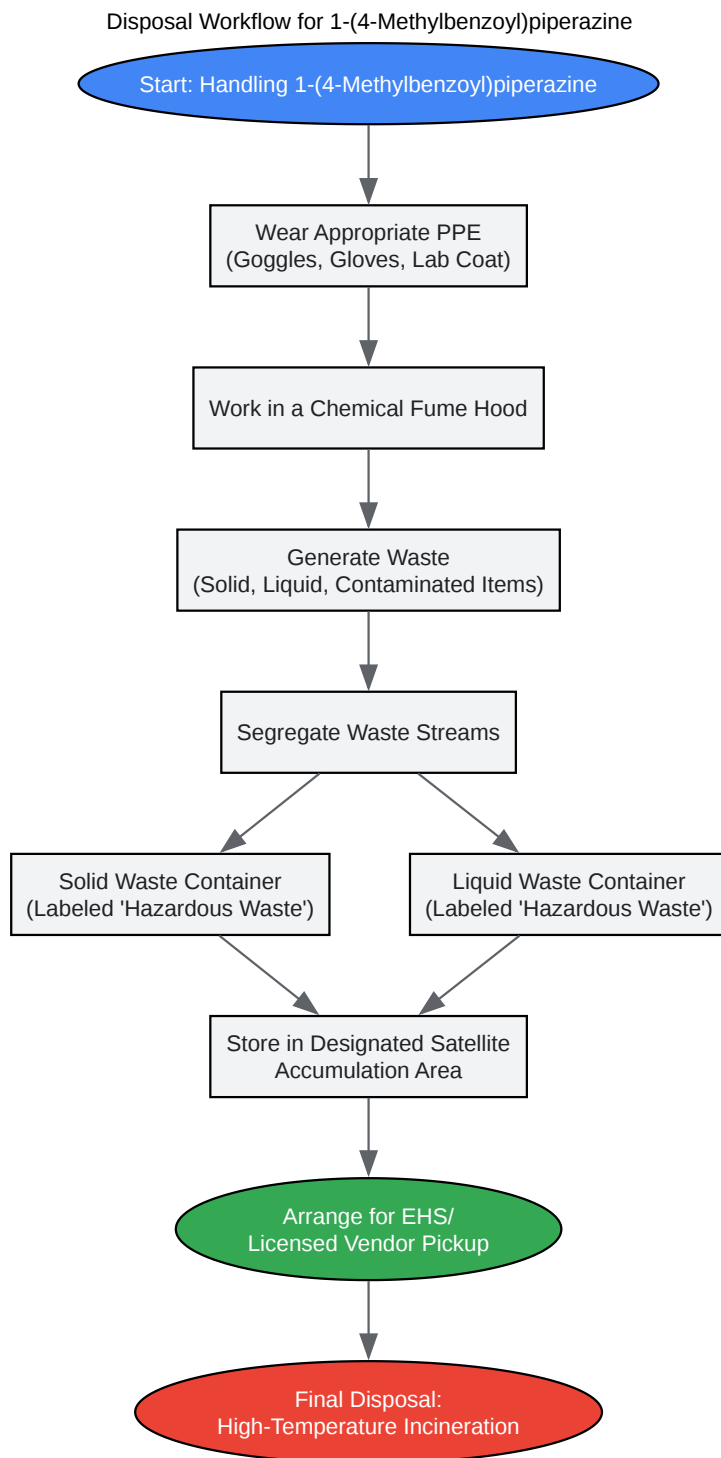 Disposal Workflow for 1-(4-Methylbenzoyl)piperazine
Start: Handling 1-(4-Methylbenzoyl)piperazine
Wear Appropriate PPE
(Goggles, Gloves, Lab Coat)
Work in a Chemical Fume Hood
Generate Waste
(Solid, Liquid, Contaminated Items)
Segregate Waste Streams
Solid Waste Container
(Labeled 'Hazardous Waste')
Liquid Waste Container
(Labeled 'Hazardous Waste')
Store in Designated Satellite
Accumulation Area
Arrange for EHS/
Licensed Vendor Pickup
Final Disposal:
High-Temperature Incineration